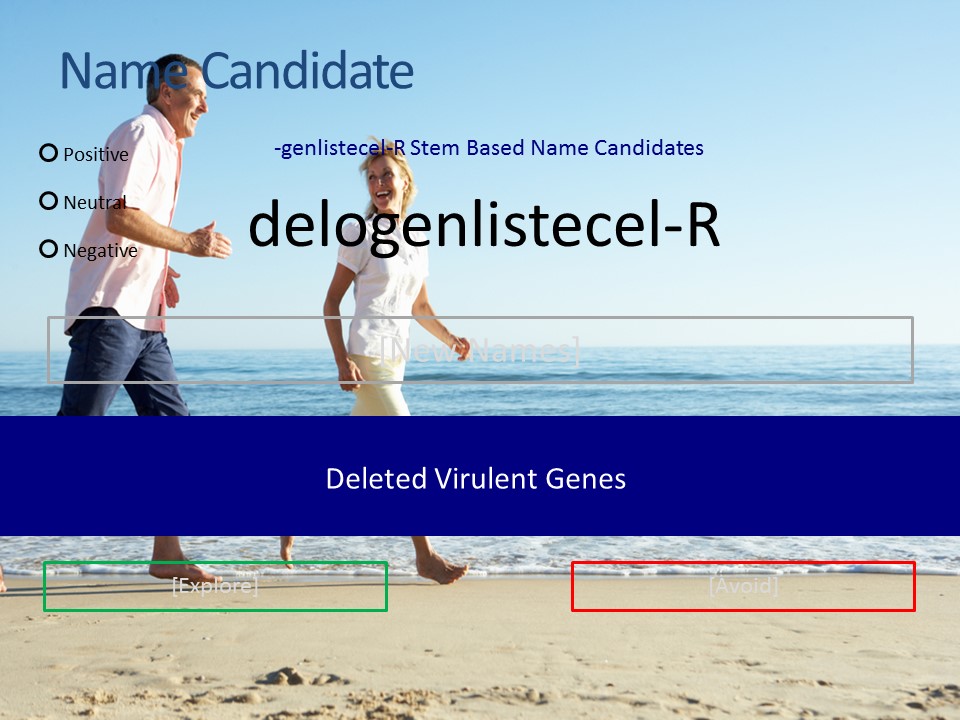 Name Candidate
-genlistecel-R Stem Based Name Candidates
Positive
delogenlistecel-R
Neutral
Negative
[New Names]
Deleted Virulent Genes
[Explore]
[Avoid]